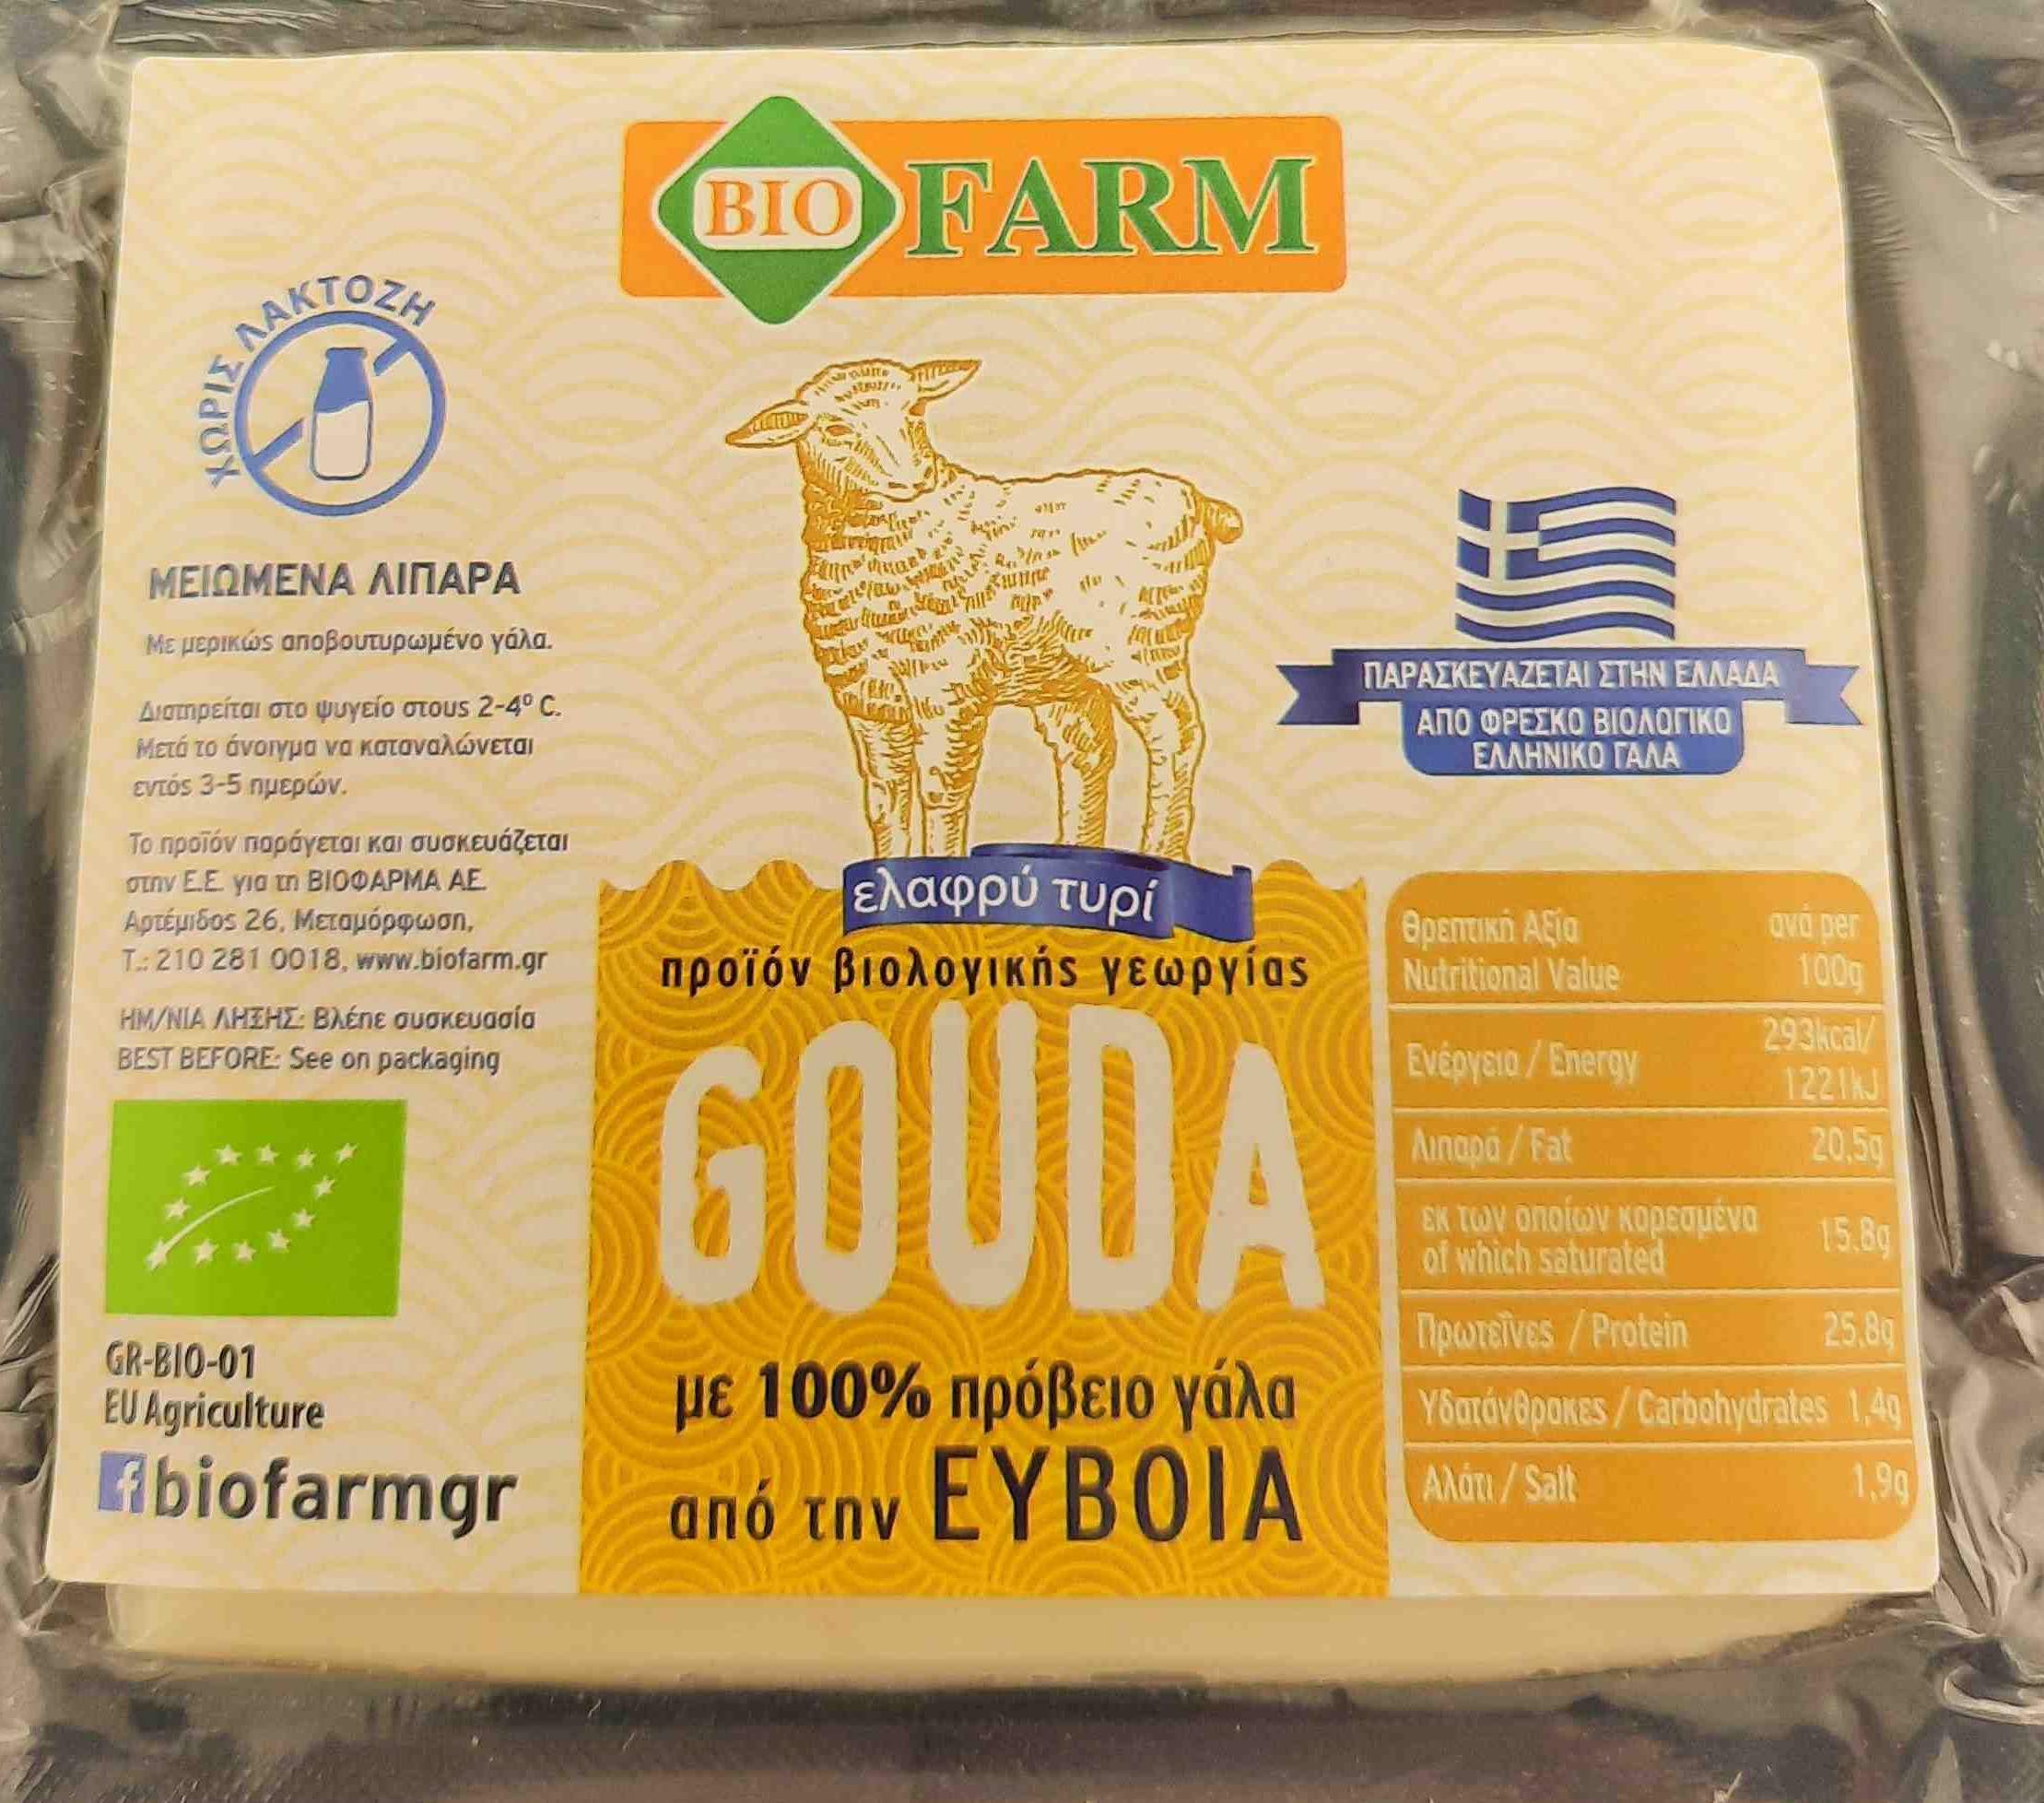 BIO FARM
ΧΩΡΙΣ ΛΑΚΤΟΖΗ
ΜΕΙΩΜΕΝΑ ΛΙΠΑΡΑ
Με μερικώς αποβουτυρωμένο γάλα.
Διατηρείται στο ψυγείο στους 2-4° C.
Μετά το άνοιγμα να καταναλώνεται
εντός 3-5 ημερών.
Το προϊόν παράγεται και συσκευάζεται
στην Ε.Ε. για τη ΒΙΟΦΑΡΜΑ ΑΕ.
Αρτέμιδος 26, Μεταμόρφωση,
Τ.: 210 281 0018, www.biofarm.gr
ΗΜ/ΝΙΑ ΛΗΞΗΣ: Βλέπε συσκευασία
BEST BEFORE: See on packaging
GR-BIO-01
EU Agriculture
f biofarmgr
ελαφρύ τυρί
προϊόν βιολογικής γεωργίας
GOUDA
με 100% πρόβειο γάλα
από την ΕΥΒΟΙΑ
ΠΑΡΑΣΚΕΥΑΖΕΤΑΙ ΣΤΗΝ ΕΛΛΑΔΑ
ΑΠΟ ΦΡΕΣΚΟ ΒΙΟΛΟΓΙΚΟ
ΕΛΛΗΝΙΚΟ ΓΑΛΑ
Θρεπτική Αξία ανά per
Nutritional Value 100g
Ενέργεια / Energy 293kcal/
1221kJ
Λιπαρά / Fat 20,5g
εκ των οποίων κορεσμένα
of which saturated 15.8g
Πρωτεΐνες / Protein 25,8g
Υδατάνθρακες / Carbohydrates 1,4g
Αλάτι / Salt 1,9g